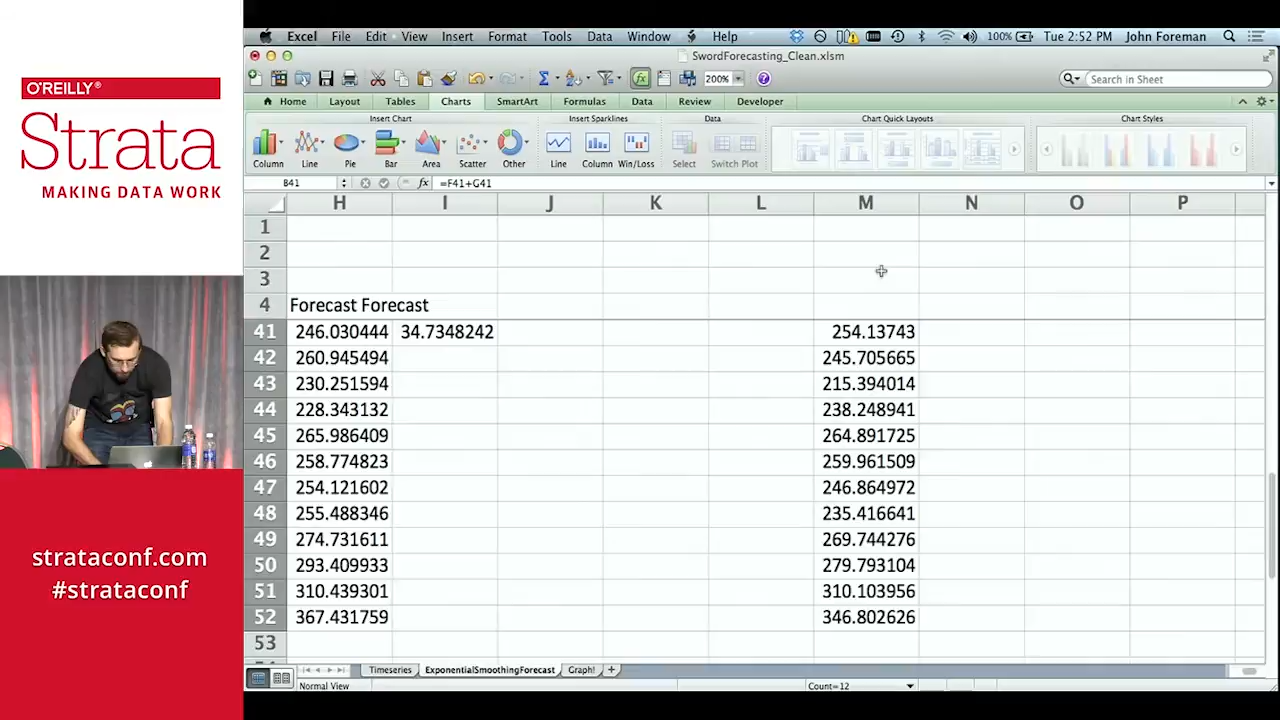 O'REILLY®
Strata
MAKING DATA WORK
strataconf.com
#strataconf
Excel File Edit View Insert Format Tools Data Window Help 100% Tue 2:52 PM John Foreman
SwordForecasting_Clean.xlsm
200% Search in Sheet
Home Layout Tables Charts SmartArt Formulas Data Review Developer
Insert Chart Insert Sparklines Data Chart Quick Layouts Chart Styles
Column Line Pie Bar Area Scatter Other Line Column Win/Loss Select Switch Plot
B41 fx =F41+G41
H I J K L M N O P
1
2
3
4 Forecast Forecast
41 246.030444 34.7348242 254.13743
42 260.945494 245.705665
43 230.251594 215.394014
44 228.343132 238.248941
45 265.986409 264.891725
46 258.774823 259.961509
47 254.121602 246.864972
48 255.488346 235.416641
49 274.731611 269.744276
50 293.409933 279.793104
51 310.439301 310.103956
52 367.431759 346.802626
53
Timeseries ExponentialSmoothingForecast Graph!
Normal View Count=12